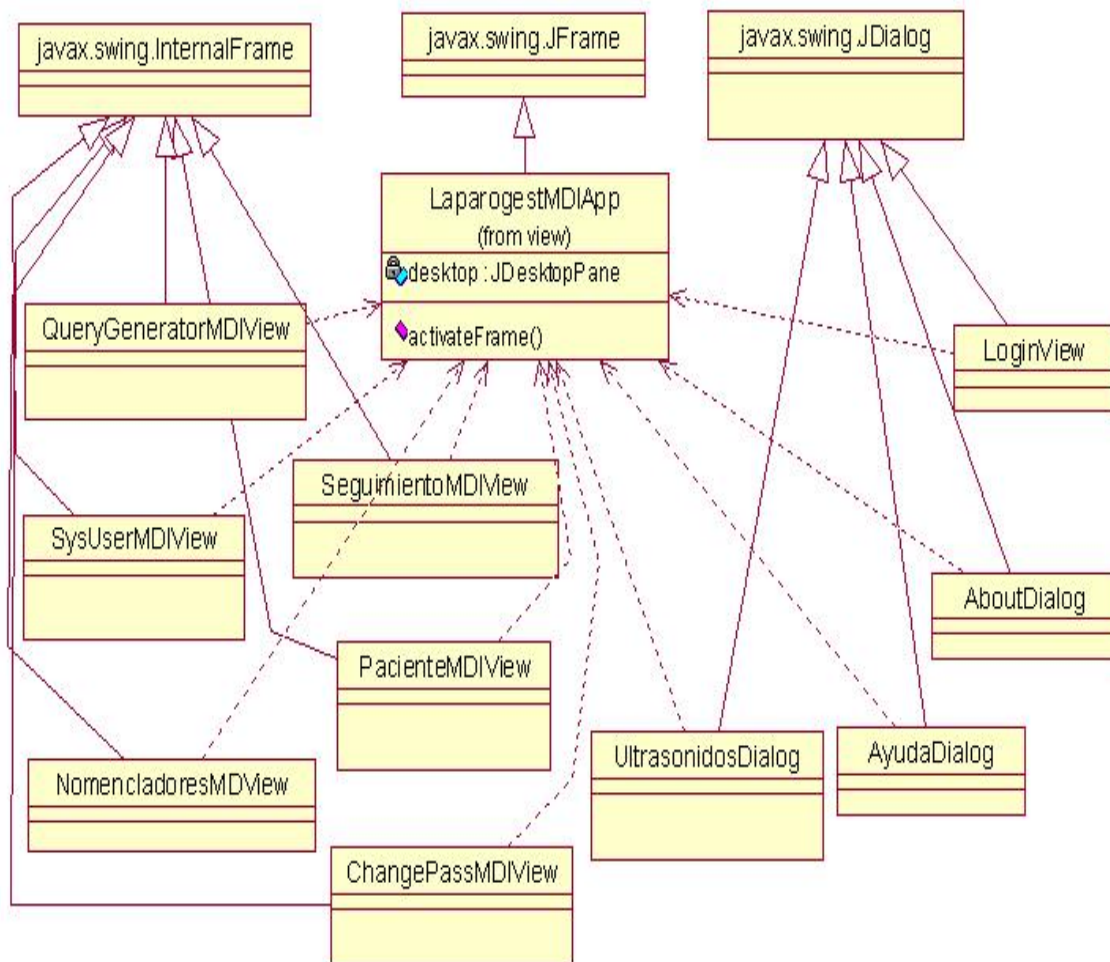 javax.swing.InternalFrame
javax.swing.JFrame
javax.swing.JDialog
LaparogestMDIApp
(from view)
desktop : JDesktopPane
activateFrame()
QueryGeneratorMDIView
LoginView
SeguimientoMDIView
SysUserMDIView
AboutDialog
PacienteMDIView
UltrasonidosDialog
AyudaDialog
NomencladoresMDView
ChangePassMDIView